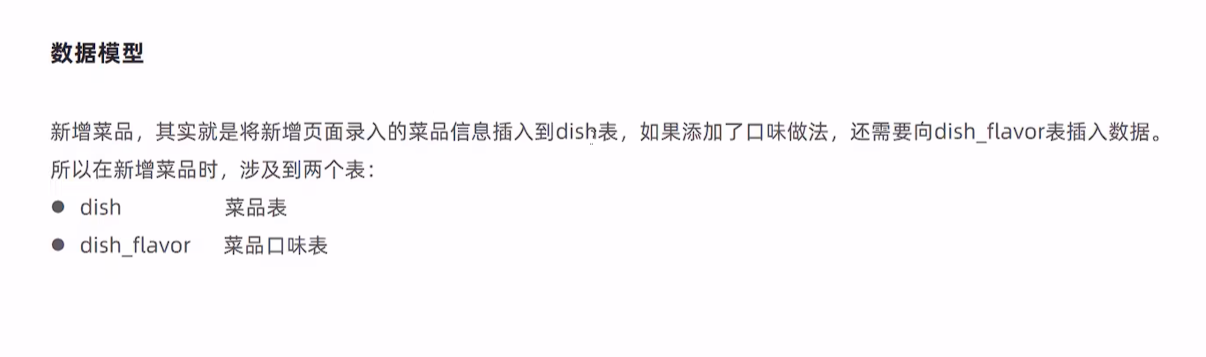 数据模型
新增菜品，其实就是将新增页面录入的菜品信息插入到dish表，如果添加了口味做法，还需要向dish_flavor表插入数据。
所以在新增菜品时，涉及到两个表：
● dish 菜品表
● dish_flavor 菜品口味表